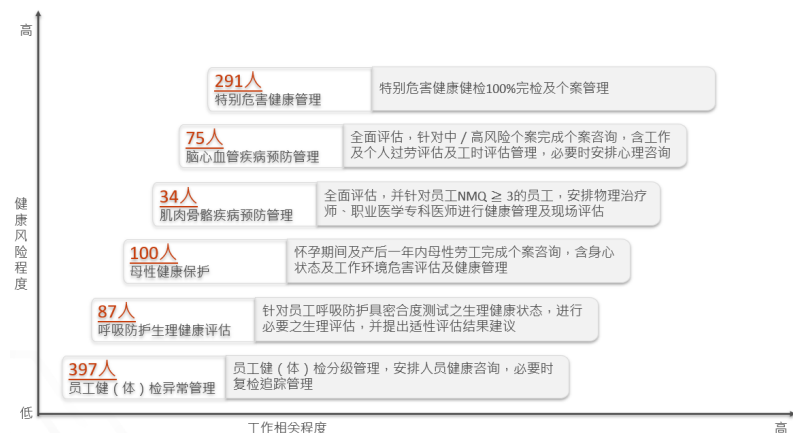 高
291人
特别危害健康管理
特别危害健康健检100%完检及个案管理
75人
脑心血管疾病预防管理
全面评估，针对中／高风险个案完成个案咨询，含工作
及个人过劳评估及工时评估管理，必要时安排心理咨询
34人
肌肉骨骼疾病预防管理
全面评估，并针对员工NMQ ≧ 3的员工，安排物理治疗
师、职业医学专科医师进行健康管理及现场评估
100人
母性健康保护
怀孕期间及产后一年内母性劳工完成个案咨询，含身心
状态及工作环境危害评估及健康管理
87人
呼吸防护生理健康评估
针对员工呼吸防护具密合度测试之生理健康状态，进行
必要之生理评估，并提出适性评估结果建议
397人
员工健（体）检异常管理
员工健（体）检分级管理，安排人员健康咨询，必要时
复检追踪管理
健康风险程度
低
工作相关程度
高